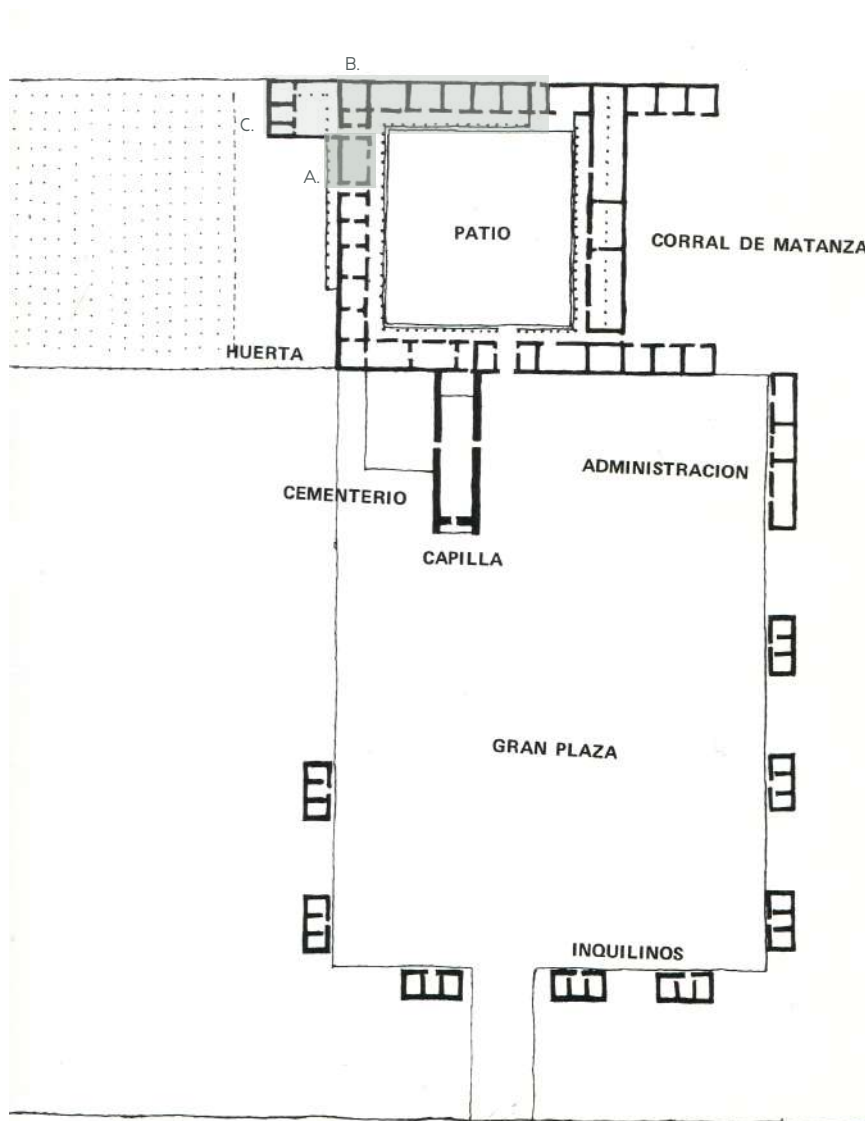 B.
C.
A.
PATIO
CORRAL DE MATANZA
HUERTA
ADMINISTRACION
CEMENTERIO
CAPILLA
GRAN PLAZA
INQUILINOS